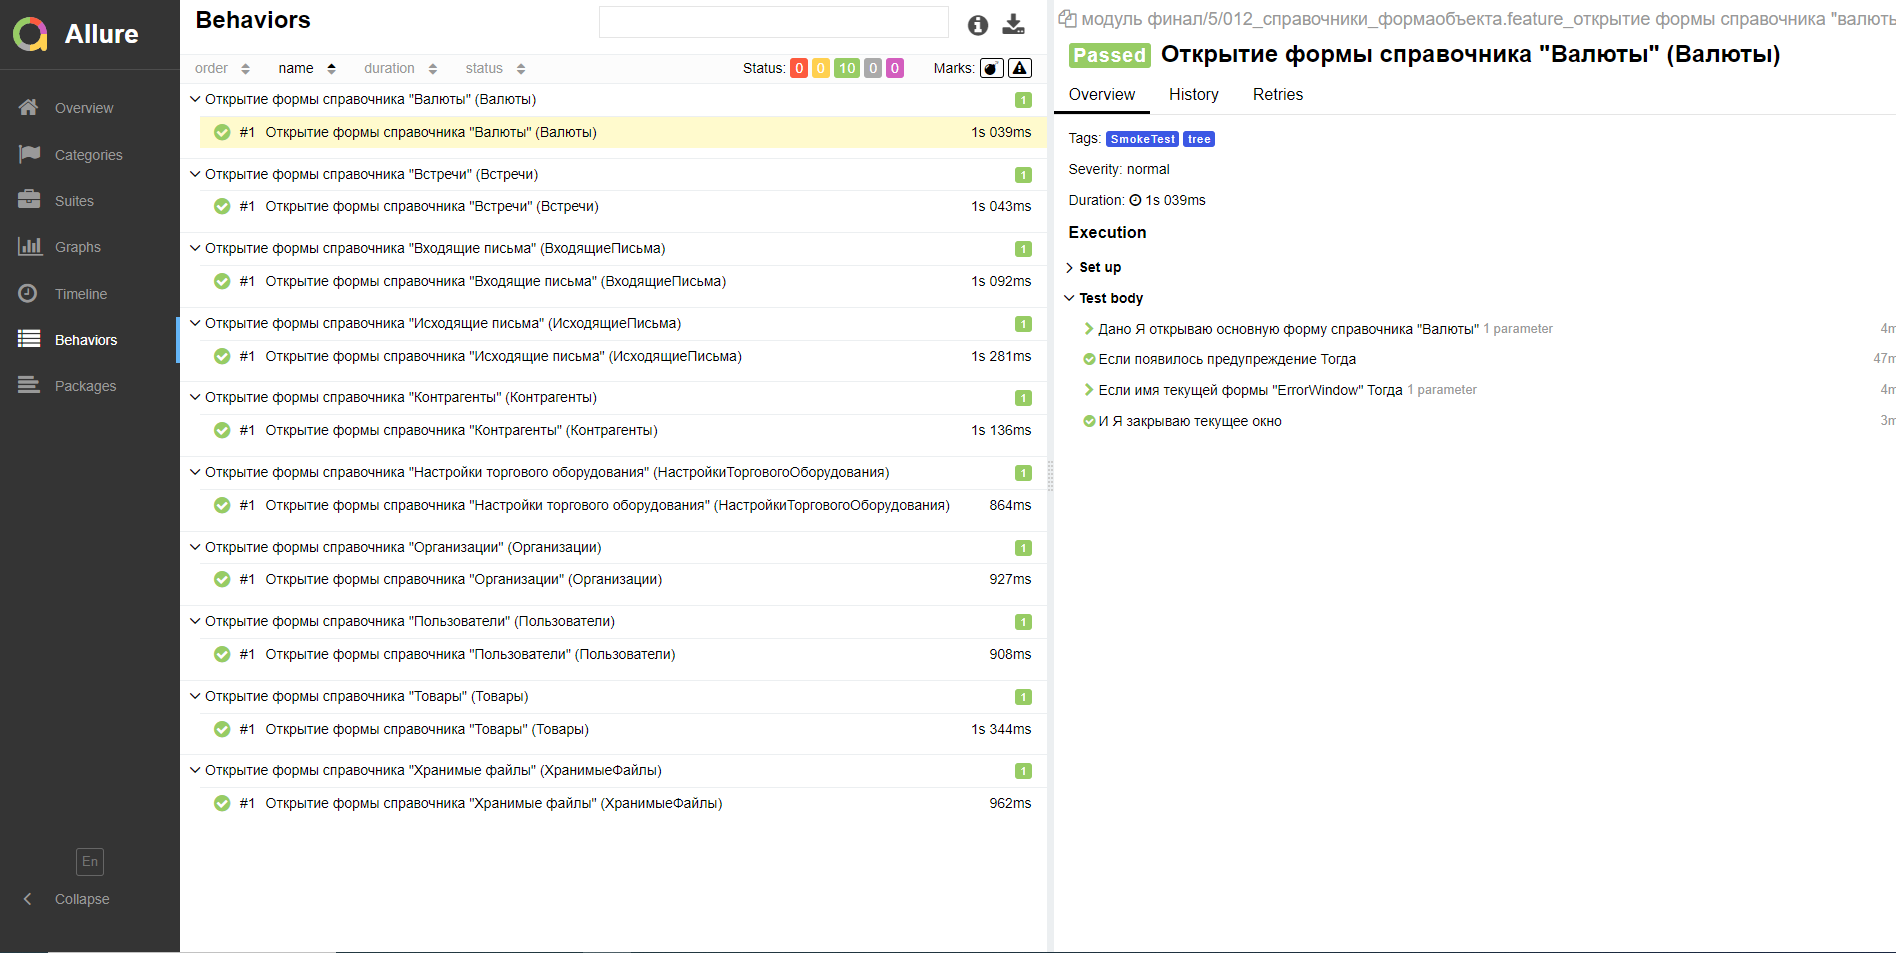 Allure
Overview
Categories
Suites
Graphs
Timeline
Behaviors
Packages
En
Collapse
Behaviors
order name duration status Status: 0 0 10 0 0 Marks:
Открытие формы справочника "Валюты" (Валюты) 1
#1 Открытие формы справочника "Валюты" (Валюты) 1s 039ms
Открытие формы справочника "Встречи" (Встречи) 1
#1 Открытие формы справочника "Встречи" (Встречи) 1s 043ms
Открытие формы справочника "Входящие письма" (ВходящиеПисьма) 1
#1 Открытие формы справочника "Входящие письма" (ВходящиеПисьма) 1s 092ms
Открытие формы справочника "Исходящие письма" (ИсходящиеПисьма) 1
#1 Открытие формы справочника "Исходящие письма" (ИсходящиеПисьма) 1s 281ms
Открытие формы справочника "Контрагенты" (Контрагенты) 1
#1 Открытие формы справочника "Контрагенты" (Контрагенты) 1s 136ms
Открытие формы справочника "Настройки торгового оборудования" (НастройкиТорговогоОборудования) 1
#1 Открытие формы справочника "Настройки торгового оборудования" (НастройкиТорговогоОборудования) 864ms
Открытие формы справочника "Организации" (Организации) 1
#1 Открытие формы справочника "Организации" (Организации) 927ms
Открытие формы справочника "Пользователи" (Пользователи) 1
#1 Открытие формы справочника "Пользователи" (Пользователи) 908ms
Открытие формы справочника "Товары" (Товары) 1
#1 Открытие формы справочника "Товары" (Товары) 1s 344ms
Открытие формы справочника "Хранимые файлы" (ХранимыеФайлы) 1
#1 Открытие формы справочника "Хранимые файлы" (ХранимыеФайлы) 962ms
модуль финал/5/012_справочники_формаобъекта.feature_открытие формы справочника "валюты
Passed Открытие формы справочника "Валюты" (Валюты)
Overview History Retries
Tags: SmokeTest tree
Severity: normal
Duration: 1s 039ms
Execution
Set up
Test body
Дано Я открываю основную форму справочника "Валюты" 1 parameter 4m
Если появилось предупреждение Тогда 47m
Если имя текущей формы "ErrorWindow" Тогда 1 parameter 4m
И Я закрываю текущее окно 3m